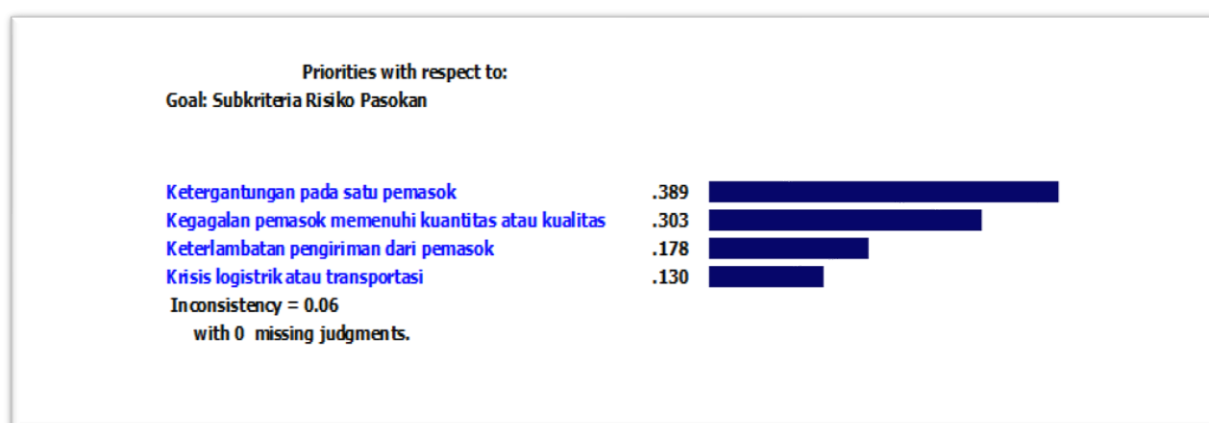 Priorities with respect to:
Goal: Subkriteria Risiko Pasokan
Ketergantungan pada satu pemasok .389
Kegagalan pemasok memenuhi kuantitas atau kualitas .303
Keterlambatan pengiriman dari pemasok .178
Krisis logistrik atau transportasi .130
Inconsistency = 0.06
with 0 missing judgments.